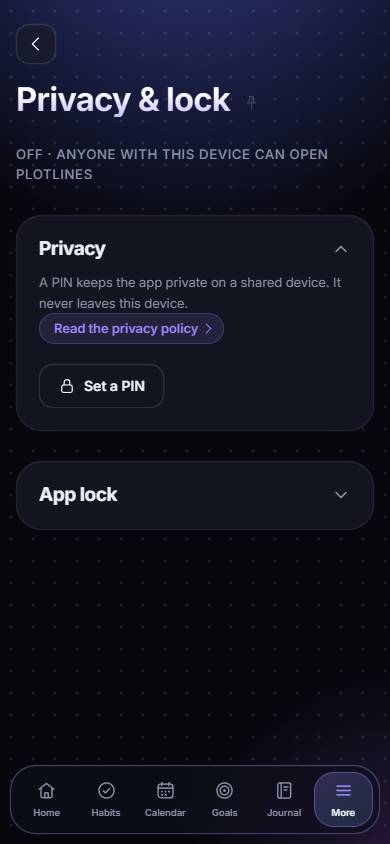 Privacy & lock
OFF · ANYONE WITH THIS DEVICE CAN OPEN
PLOTLINES
Privacy
A PIN keeps the app private on a shared device. It
never leaves this device.
Read the privacy policy
Set a PIN
App lock
Home Habits Calendar Goals Journal More